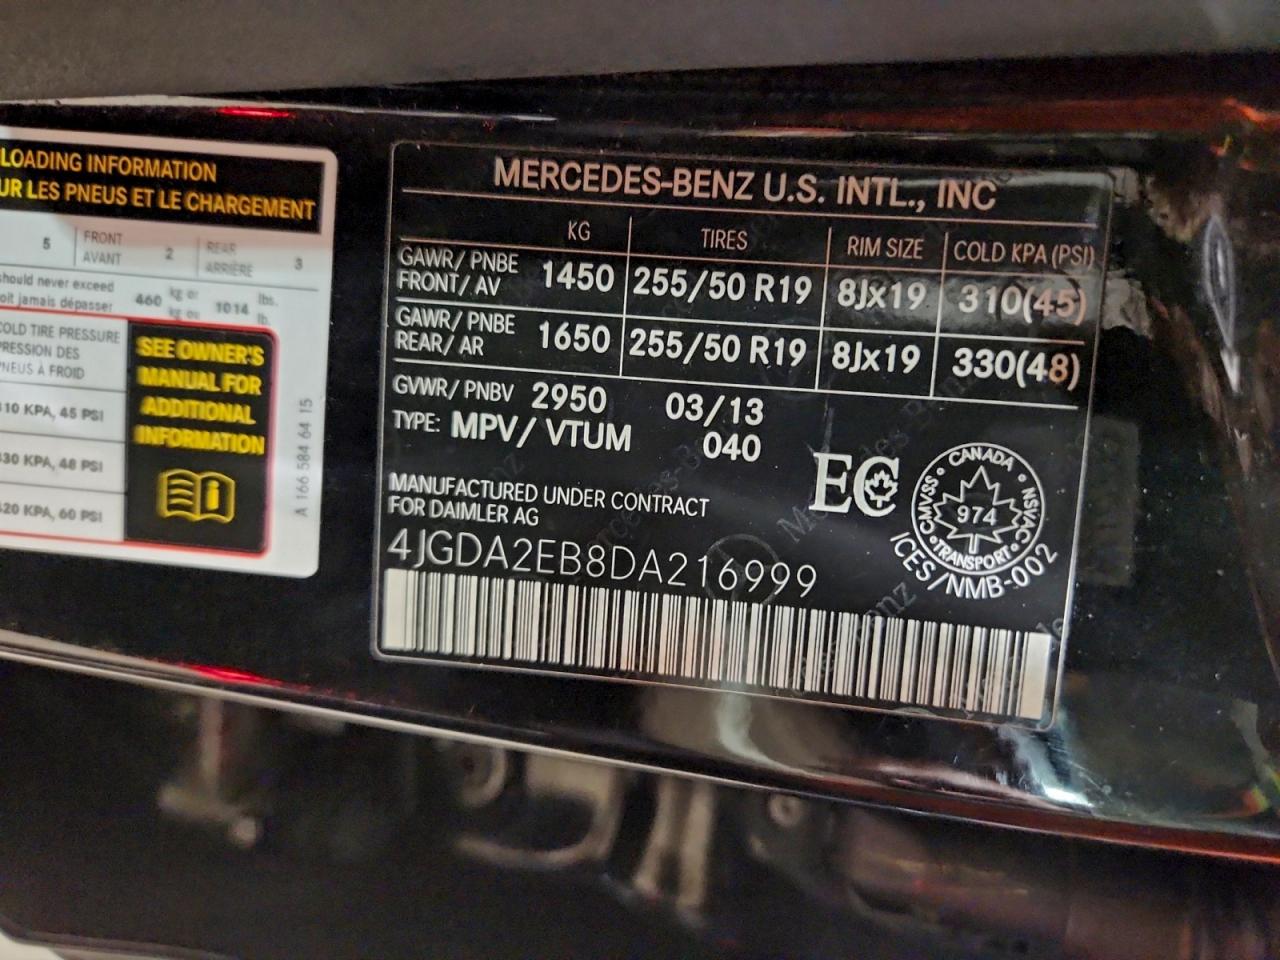 LOADING INFORMATION
UR LES PNEUS ET LE CHARGEMENT
5 FRONT AVANT 2 REAR ARRIÈRE 3
should never exceed
oit jamais dépasser 460 kg or kg ou 1014 lbs. lb.
COLD TIRE PRESSURE
PRESSION DES
PNEUS À FROID
310 KPA, 45 PSI
330 KPA, 48 PSI
420 KPA, 60 PSI
SEE OWNER'S
MANUAL FOR
ADDITIONAL
INFORMATION
A 166 584 64 15
MERCEDES-BENZ U.S. INTL., INC
KG TIRES RIM SIZE COLD KPA (PSI)
GAWR/ PNBE
FRONT/ AV 1450 255/50 R19 8Jx19 310(45)
GAWR/ PNBE
REAR/ AR 1650 255/50 R19 8Jx19 330(48)
GVWR/ PNBV 2950 03/13
TYPE: MPV/ VTUM 040
MANUFACTURED UNDER CONTRACT
FOR DAIMLER AG
4JGDA2EB8DA216999
EC
CANADA
CMVSS 974 NSVAC
TRANSPORT
ICES/NMB-002